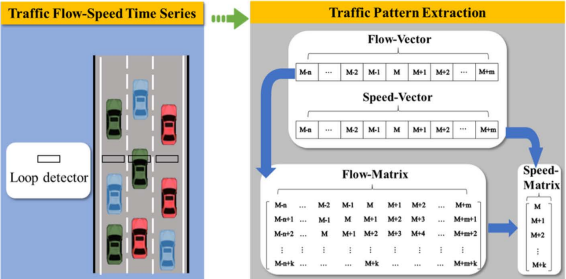 Traffic Flow-Speed Time Series
Traffic Pattern Extraction
Loop detector
Flow-Vector
M-n ... M-2 M-1 M M+1 M+2 ... M+m
Speed-Vector
M-n ... M-2 M-1 M M+1 M+2 ... M+m
Flow-Matrix
M-n ... M-2 M-1 M M+1 M+2 ... M+m
M-n+1 ... M-1 M M+1 M+2 M+3 ... M+m+1
M-n+2 ... M M+1 M+2 M+3 M+4 ... M+m+2
⋮ ⋮ ⋮ ⋮ ⋮ ⋮ ⋮ ⋮
M-n+k ... ... ... M+k ... ... ... M+m+k
Speed-
Matrix
M
M+1
M+2
⋮
M+k